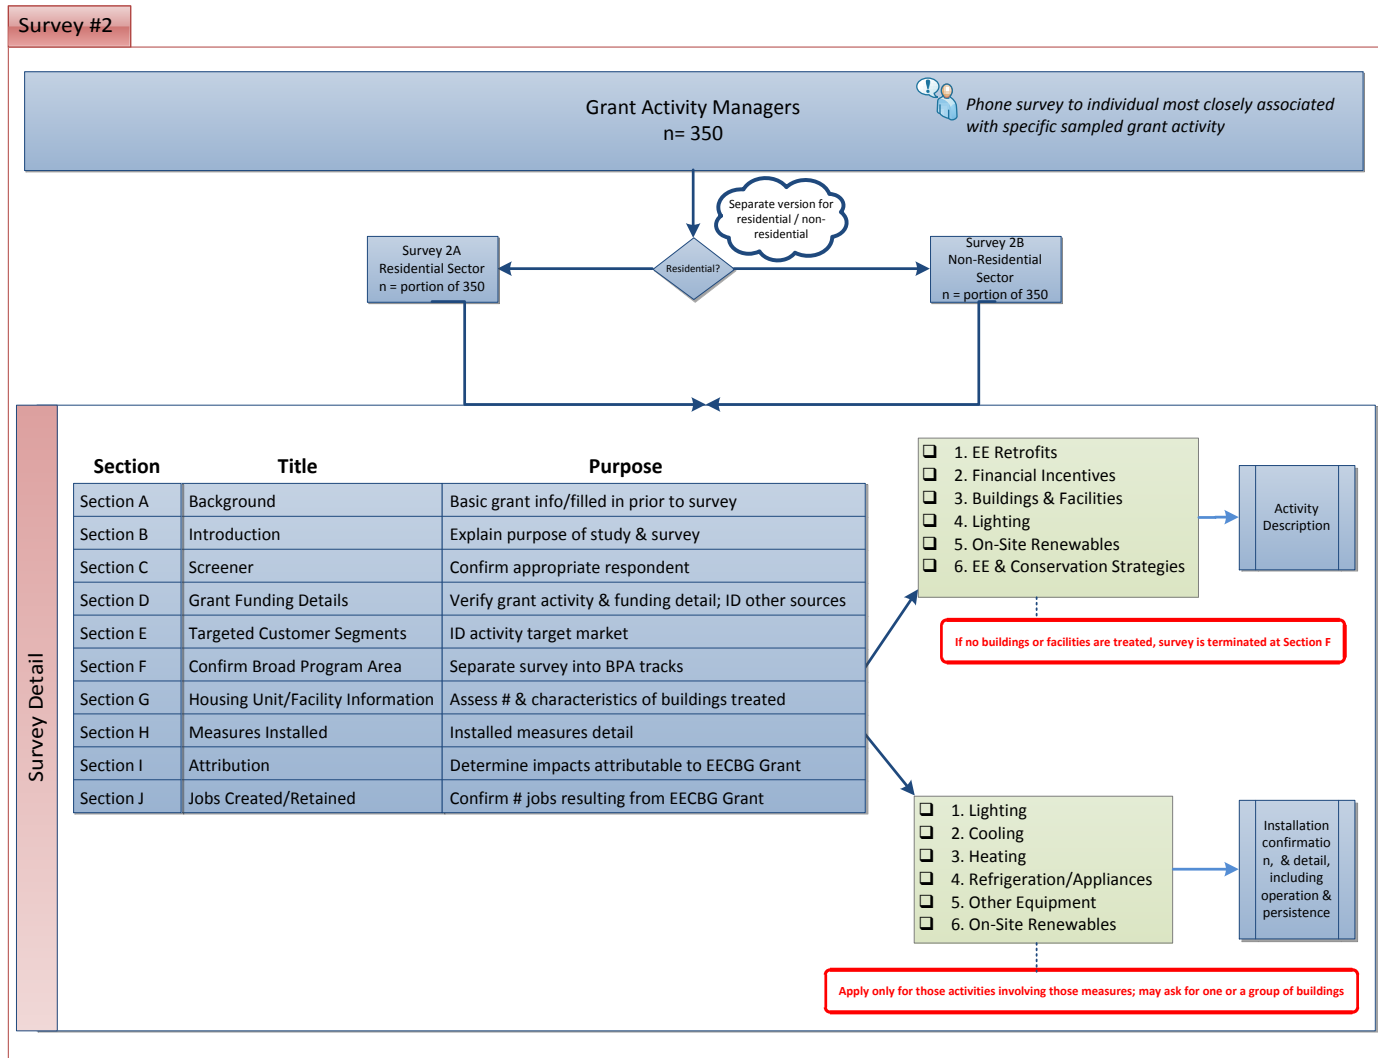 Survey #2
Grant Activity Managers
n= 350
Phone survey to individual most closely associated
with specific sampled grant activity
Separate version for
residential / non-
residential
Survey 2A
Residential Sector
n = portion of 350
Residential?
Survey 2B
Non-Residential
Sector
n = portion of 350
Survey Detail
Section Title Purpose
Section A Background Basic grant info/filled in prior to survey
Section B Introduction Explain purpose of study & survey
Section C Screener Confirm appropriate respondent
Section D Grant Funding Details Verify grant activity & funding detail; ID other sources
Section E Targeted Customer Segments ID activity target market
Section F Confirm Broad Program Area Separate survey into BPA tracks
Section G Housing Unit/Facility Information Assess # & characteristics of buildings treated
Section H Measures Installed Installed measures detail
Section I Attribution Determine impacts attributable to EECBG Grant
Section J Jobs Created/Retained Confirm # jobs resulting from EECBG Grant
1. EE Retrofits
2. Financial Incentives
3. Buildings & Facilities
4. Lighting
5. On-Site Renewables
6. EE & Conservation Strategies
Activity
Description
If no buildings or facilities are treated, survey is terminated at Section F
1. Lighting
2. Cooling
3. Heating
4. Refrigeration/Appliances
5. Other Equipment
6. On-Site Renewables
Installation
confirmatio
n, & detail,
including
operation &
persistence
Apply only for those activities involving those measures; may ask for one or a group of buildings